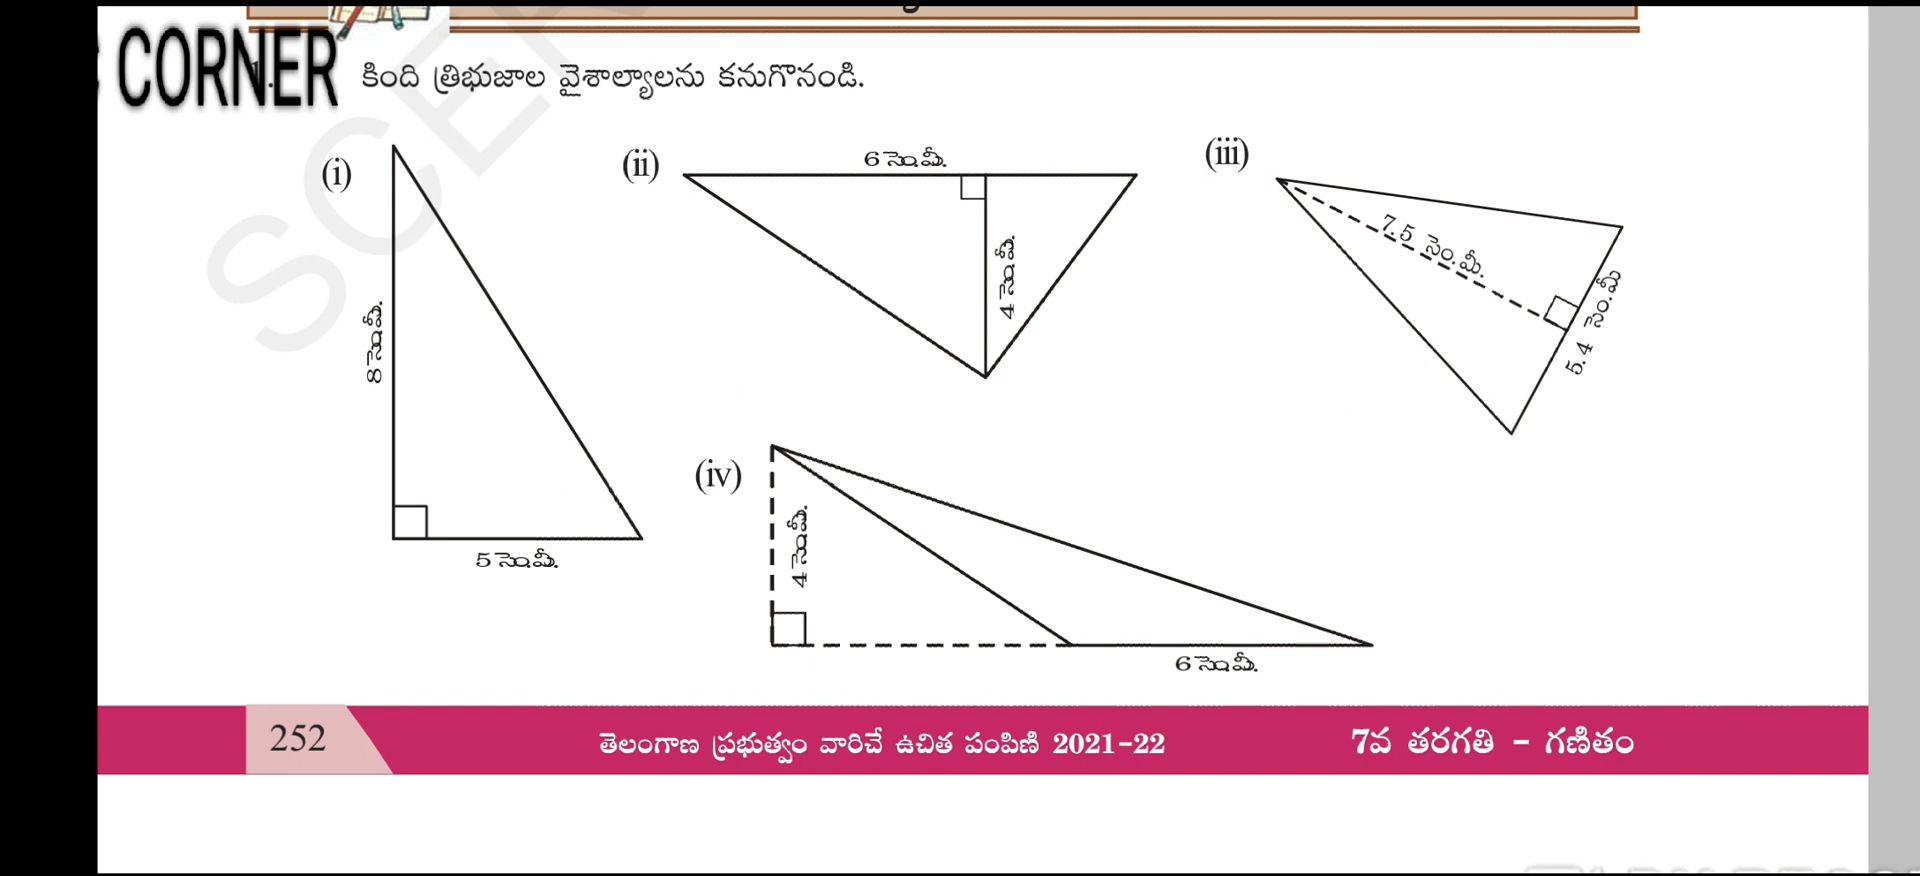 CORNER
1. కింది త్రిభుజాల వైశాల్యాలను కనుగొనండి.
(i)
8 సెం.మీ.
5 సెం.మీ.
(ii)
6 సెం.మీ.
4 సెం.మీ.
(iii)
7.5 సెం.మీ.
5.4 సెం.మీ
(iv)
4 సెం.మీ.
6 సెం.మీ.
252 తెలంగాణ ప్రభుత్వం వారిచే ఉచిత పంపిణి 2021-22 7వ తరగతి - గణితం